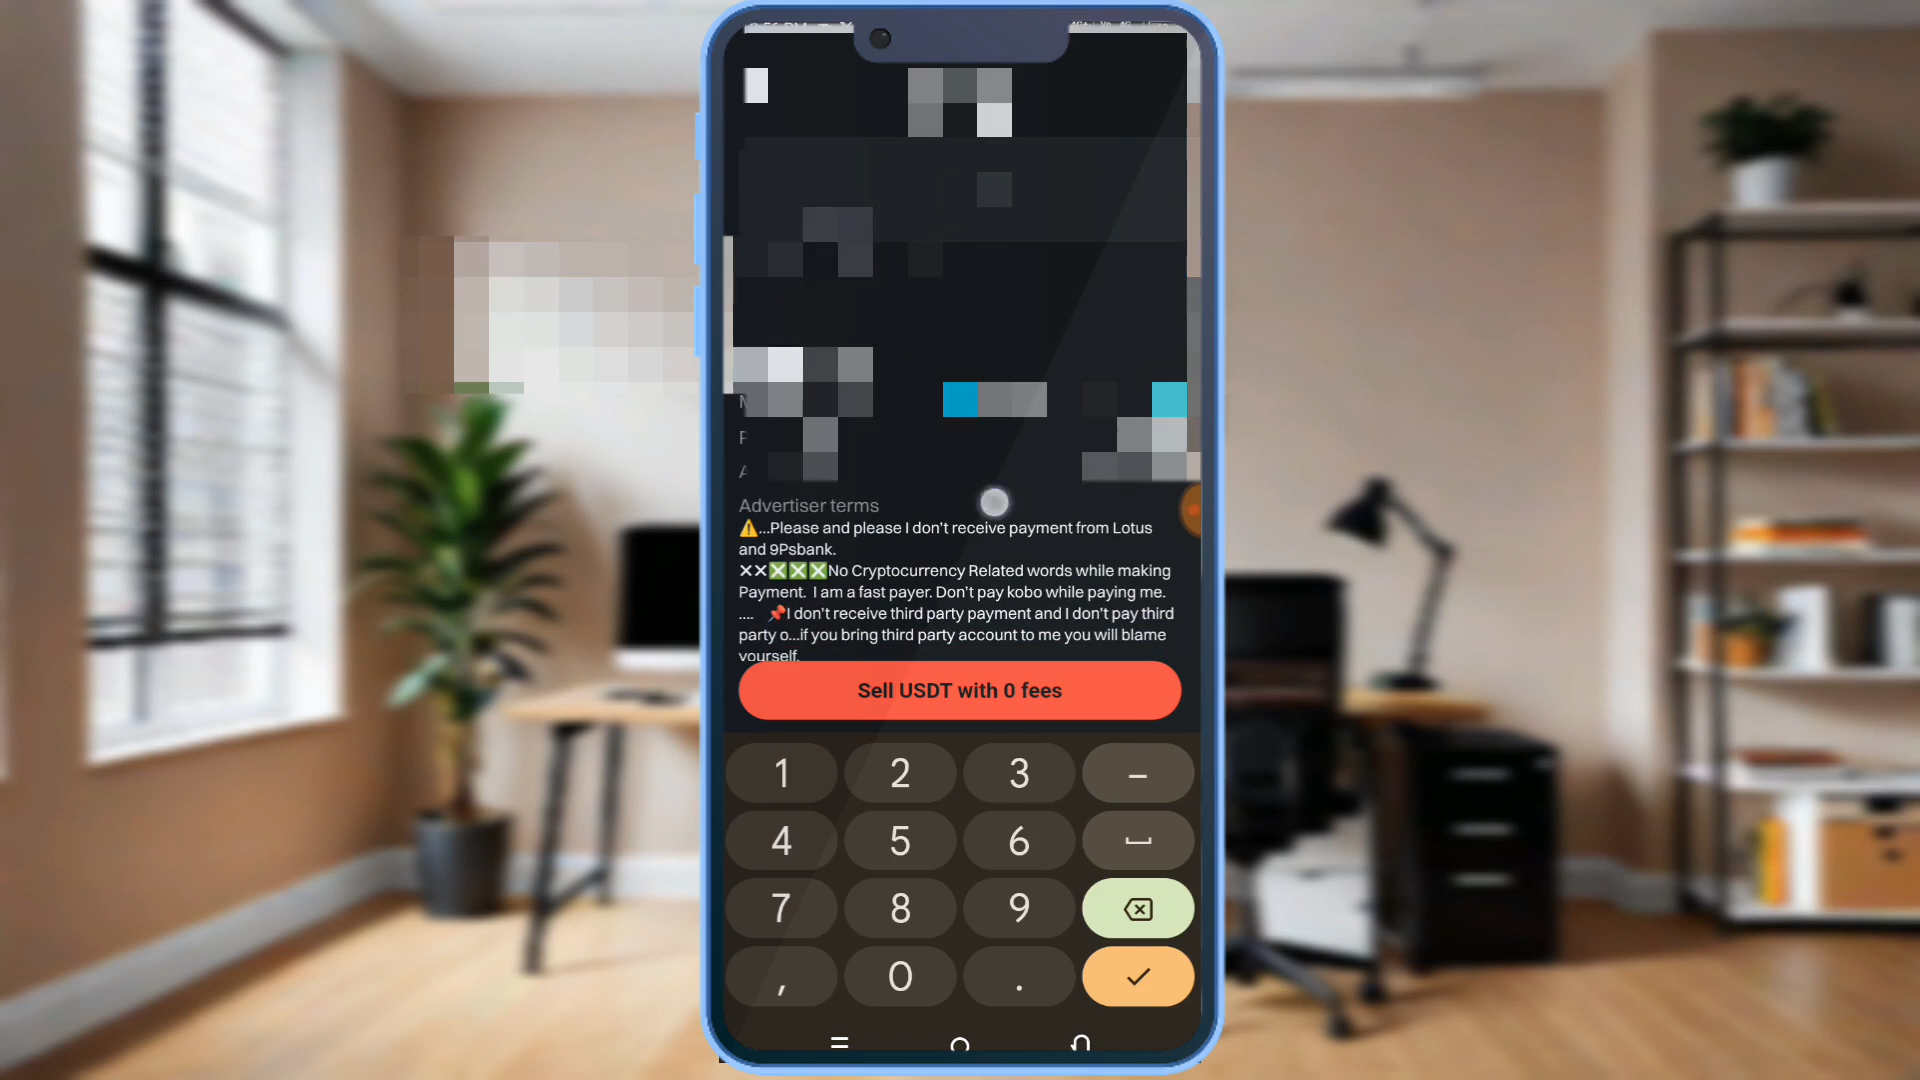 Advertiser terms
⚠️...Please and please I don't receive payment from Lotus
and 9Psbank.
✕✕❎❎❎No Cryptocurrency Related words while making
Payment. I am a fast payer. Don't pay kobo while paying me.
.... 📌I don't receive third party payment and I don't pay third
party o...if you bring third party account to me you will blame
yourself.
Sell USDT with 0 fees
1 2 3 –
4 5 6
7 8 9
, 0 .